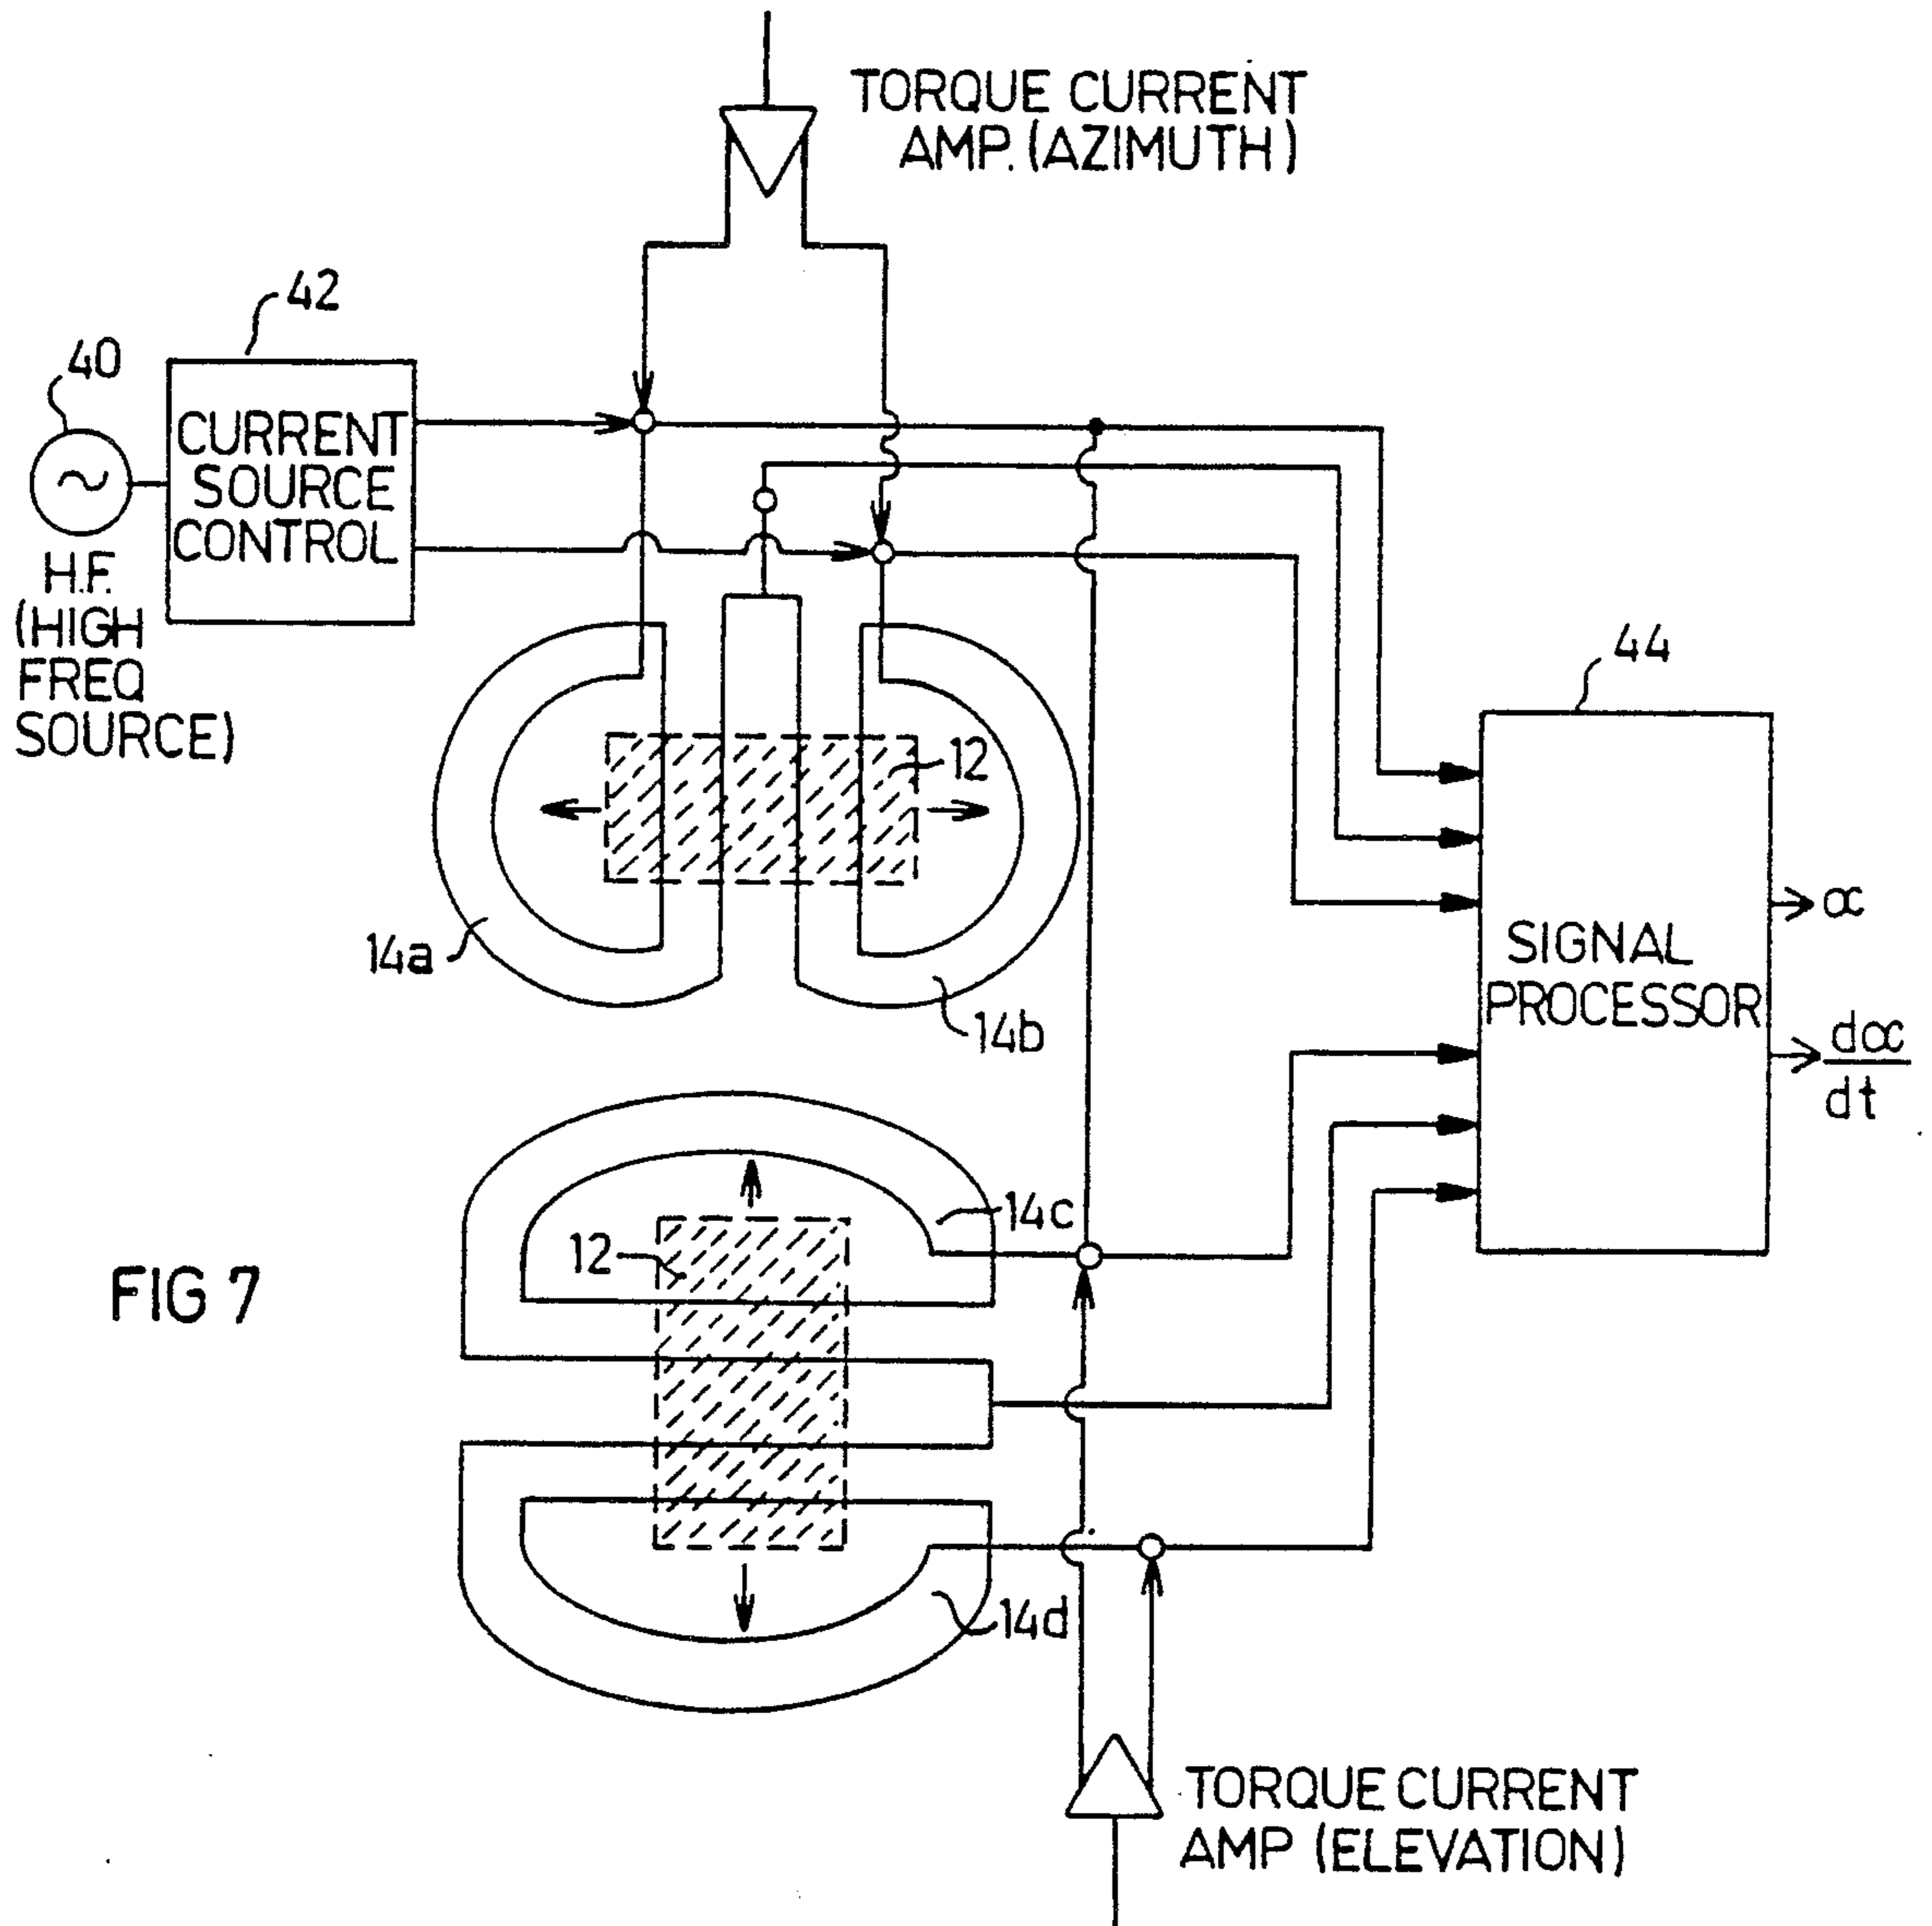 TORQUE CURRENT
AMP. (AZIMUTH)
42
40
CURRENT
SOURCE
CONTROL
H.F.
(HIGH
FREQ
SOURCE)
44
12
14a
14b
SIGNAL
PROCESSOR
α
dα
dt
14c
12
FIG 7
14d
TORQUE CURRENT
AMP (ELEVATION)